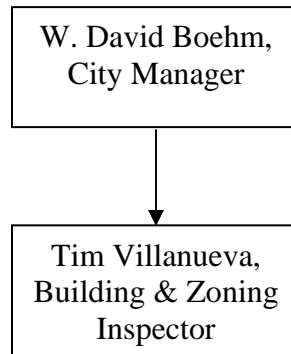 W. David Boehm,
City Manager
Tim Villanueva,
Building & Zoning
Inspector